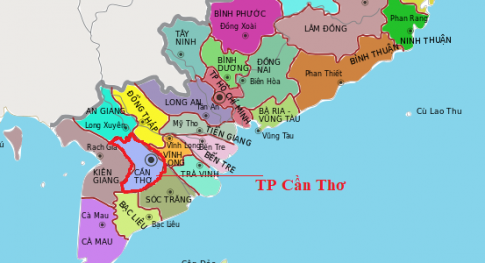 BÌNH PHƯỚC
Đồng Xoài
Phan Rang
LÂM ĐỒNG
NINH THUẬN
TÂY
NINH
BÌNH
DƯƠNG
ĐỒNG
NAI
BÌNH THUẬN
Phan Thiết
Biên Hòa
TP HỒ CHÍ MINH
LONG AN
Tân An
AN GIANG
ĐỒNG THÁP
Long Xuyên
BÀ RỊA -
VŨNG TÀU
Cù Lao Thu
Mỹ Tho
TIỀN GIANG
Vũng Tàu
Rạch Giá
Vĩnh Long
VĨNH
LONG
Bến Tre
BẾN TRE
KIÊN
GIANG
CẦN
THƠ
TRÀ VINH
TP Cần Thơ
SÓC TRĂNG
BẠC LIÊU
Cà Mau
Bạc Liêu
CÀ MAU